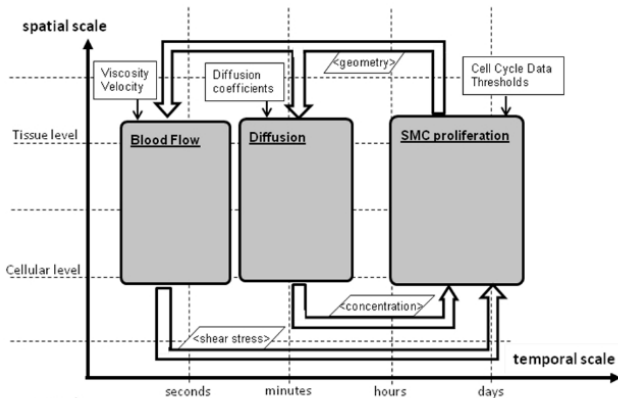 spatial scale
<geometry>
Viscosity
Velocity
Diffusion
coefficients
Cell Cycle Data
Thresholds
Tissue level
Blood Flow
Diffusion
SMC proliferation
Cellular level
<concentration>
<shear stress>
temporal scale
seconds
minutes
hours
days